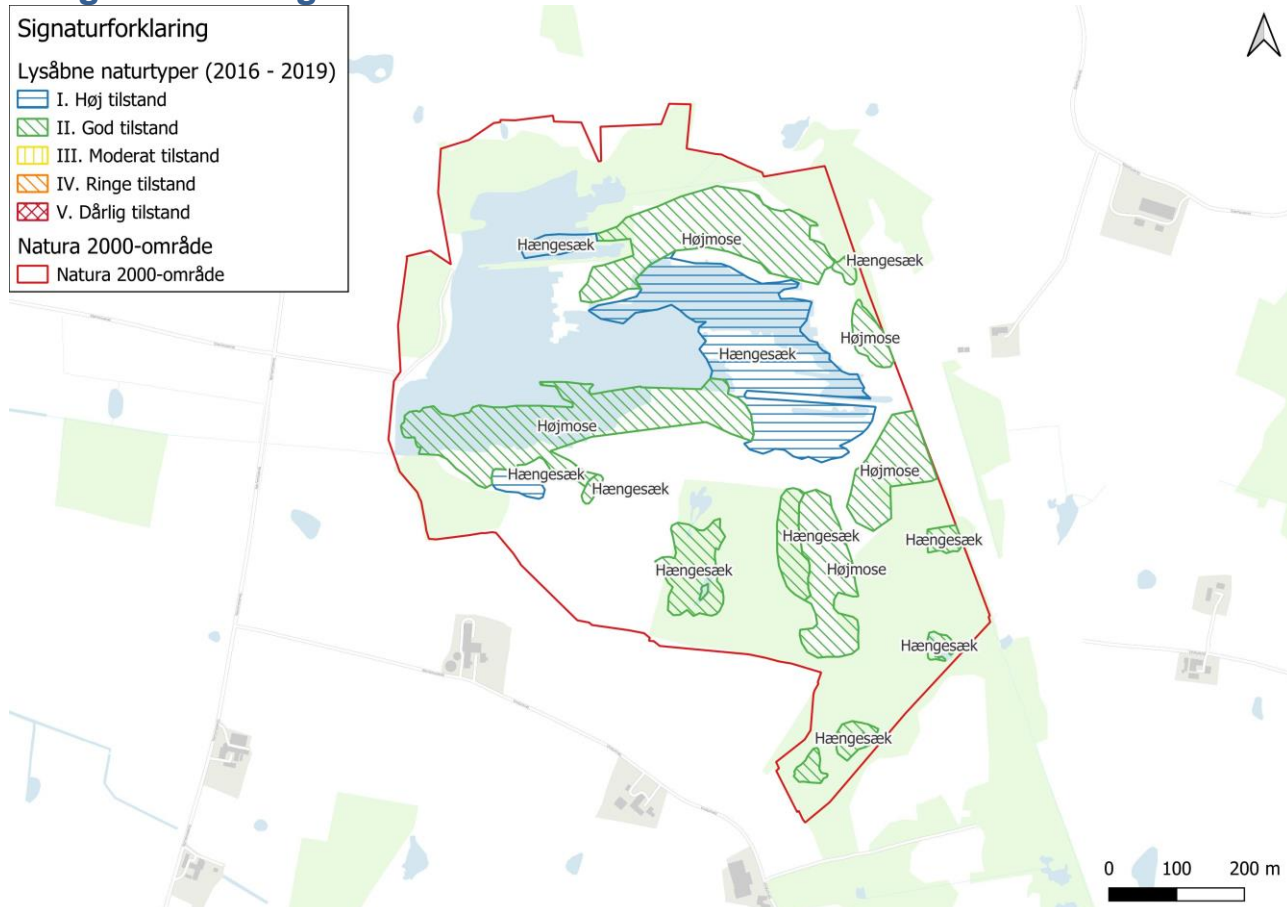 Signaturforklaring
Lysåbne naturtyper (2016 - 2019)
I. Høj tilstand
II. God tilstand
III. Moderat tilstand
IV. Ringe tilstand
V. Dårlig tilstand
Natura 2000-område
Natura 2000-område
Hængesæk
Højmose
Hængesæk
Højmose
Hængesæk
Højmose
Hængesæk
Hængesæk
Højmose
Hængesæk
Hængesæk
Højmose
Hængesæk
Hængesæk
Hængesæk
0 100 200 m